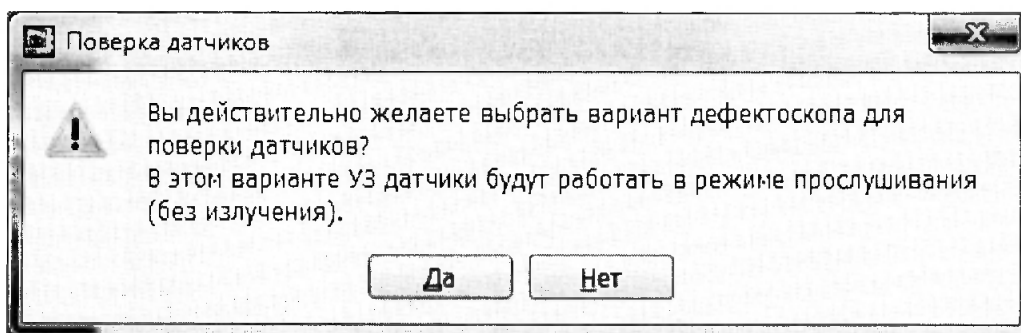 Поверка датчиков
Вы действительно желаете выбрать вариант дефектоскопа для
поверки датчиков?
В этом варианте УЗ датчики будут работать в режиме прослушивания
(без излучения).
Да
Нет